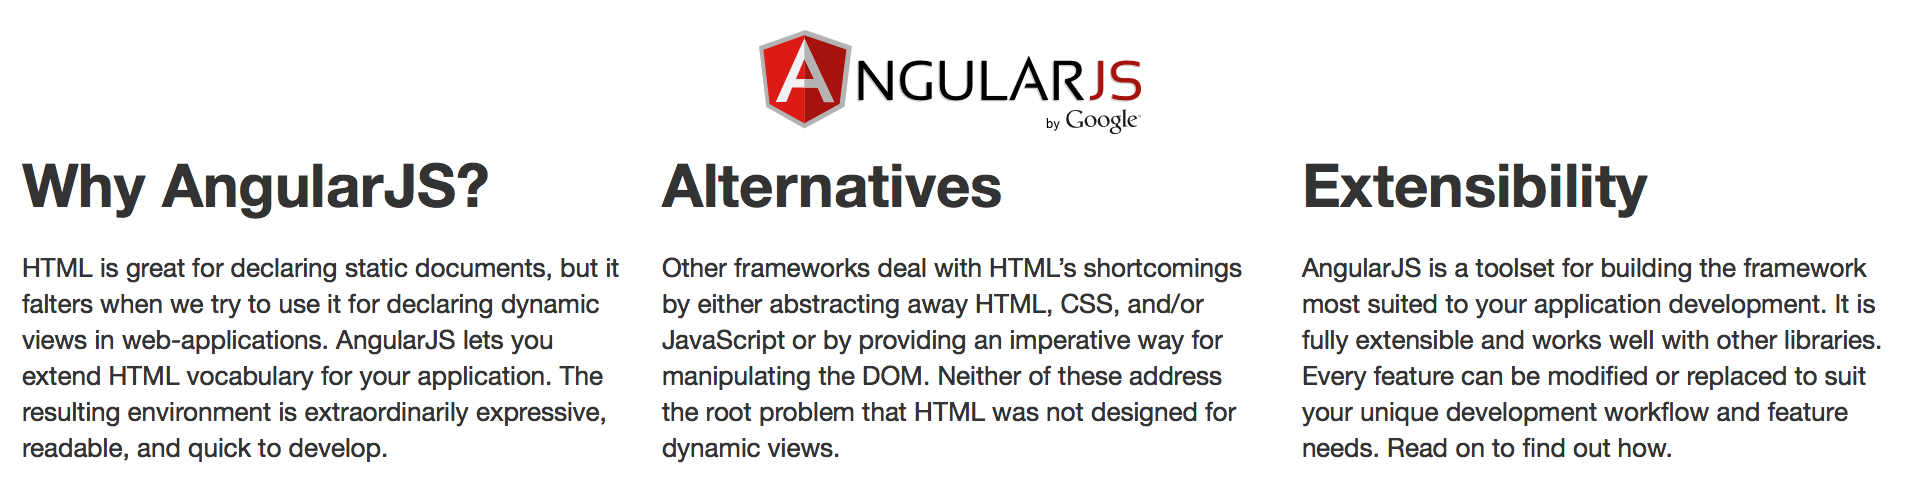 ANGULARJS
by Google
Why AngularJS?
HTML is great for declaring static documents, but it
falters when we try to use it for declaring dynamic
views in web-applications. AngularJS lets you
extend HTML vocabulary for your application. The
resulting environment is extraordinarily expressive,
readable, and quick to develop.
Alternatives
Other frameworks deal with HTML’s shortcomings
by either abstracting away HTML, CSS, and/or
JavaScript or by providing an imperative way for
manipulating the DOM. Neither of these address
the root problem that HTML was not designed for
dynamic views.
Extensibility
AngularJS is a toolset for building the framework
most suited to your application development. It is
fully extensible and works well with other libraries.
Every feature can be modified or replaced to suit
your unique development workflow and feature
needs. Read on to find out how.